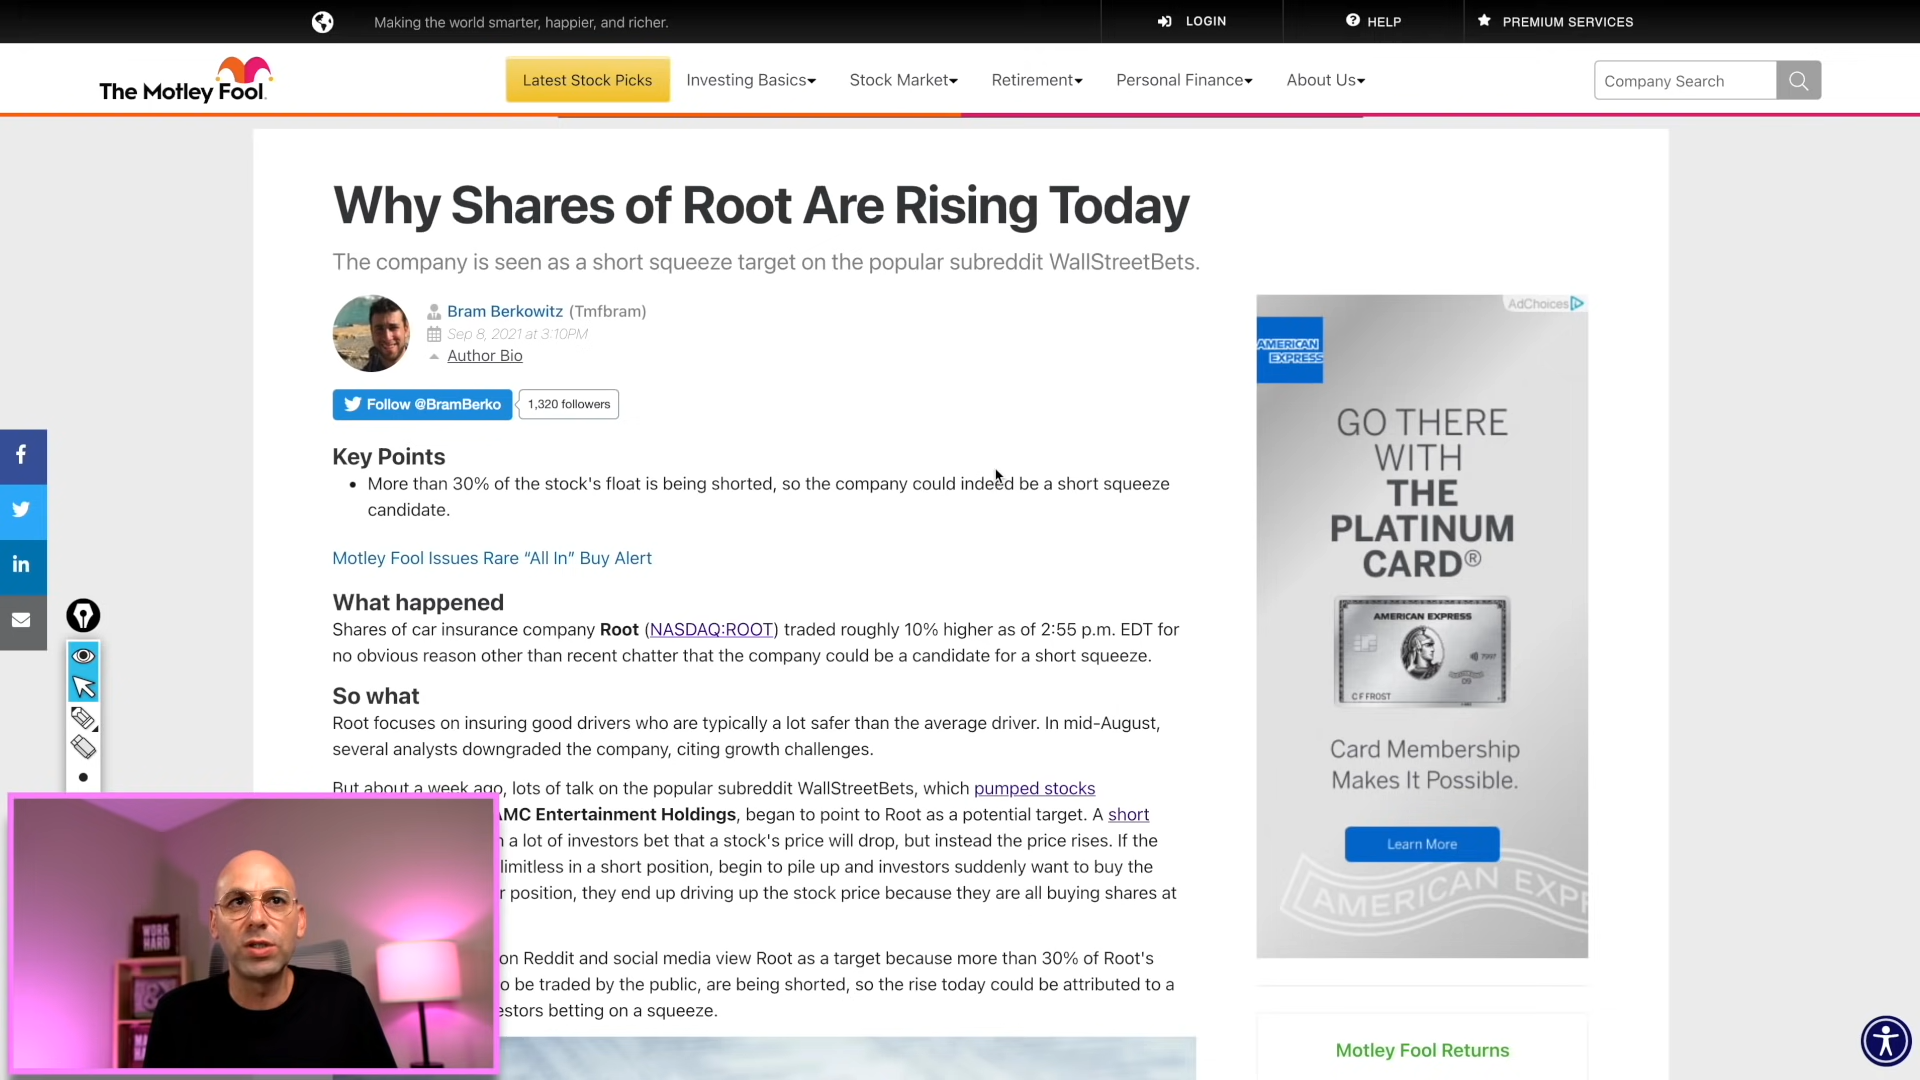 Making the world smarter, happier, and richer.
LOGIN
HELP
PREMIUM SERVICES
The Motley Fool.
Latest Stock Picks
Investing Basics
Stock Market
Retirement
Personal Finance
About Us
Company Search
Why Shares of Root Are Rising Today
The company is seen as a short squeeze target on the popular subreddit WallStreetBets.
Bram Berkowitz (Tmfbram)
Sep 8, 2021 at 3:10PM
Author Bio
Follow @BramBerko
1,320 followers
Key Points
• More than 30% of the stock's float is being shorted, so the company could indeed be a short squeeze
candidate.
Motley Fool Issues Rare “All In” Buy Alert
What happened
Shares of car insurance company Root (NASDAQ:ROOT) traded roughly 10% higher as of 2:55 p.m. EDT for
no obvious reason other than recent chatter that the company could be a candidate for a short squeeze.
So what
Root focuses on insuring good drivers who are typically a lot safer than the average driver. In mid-August,
several analysts downgraded the company, citing growth challenges.
But about a week ago, lots of talk on the popular subreddit WallStreetBets, which pumped stocks
AMC Entertainment Holdings, began to point to Root as a potential target. A short
a lot of investors bet that a stock's price will drop, but instead the price rises. If the
limitless in a short position, begin to pile up and investors suddenly want to buy the
position, they end up driving up the stock price because they are all buying shares at
on Reddit and social media view Root as a target because more than 30% of Root's
o be traded by the public, are being shorted, so the rise today could be attributed to a
estors betting on a squeeze.
AdChoices
AMERICAN
EXPRESS
GO THERE
WITH
THE
PLATINUM
CARD®
AMERICAN EXPRESS
7997
C F FROST
Card Membership
Makes It Possible.
Learn More
AMERICAN EXP
Motley Fool Returns
WORK
HARD